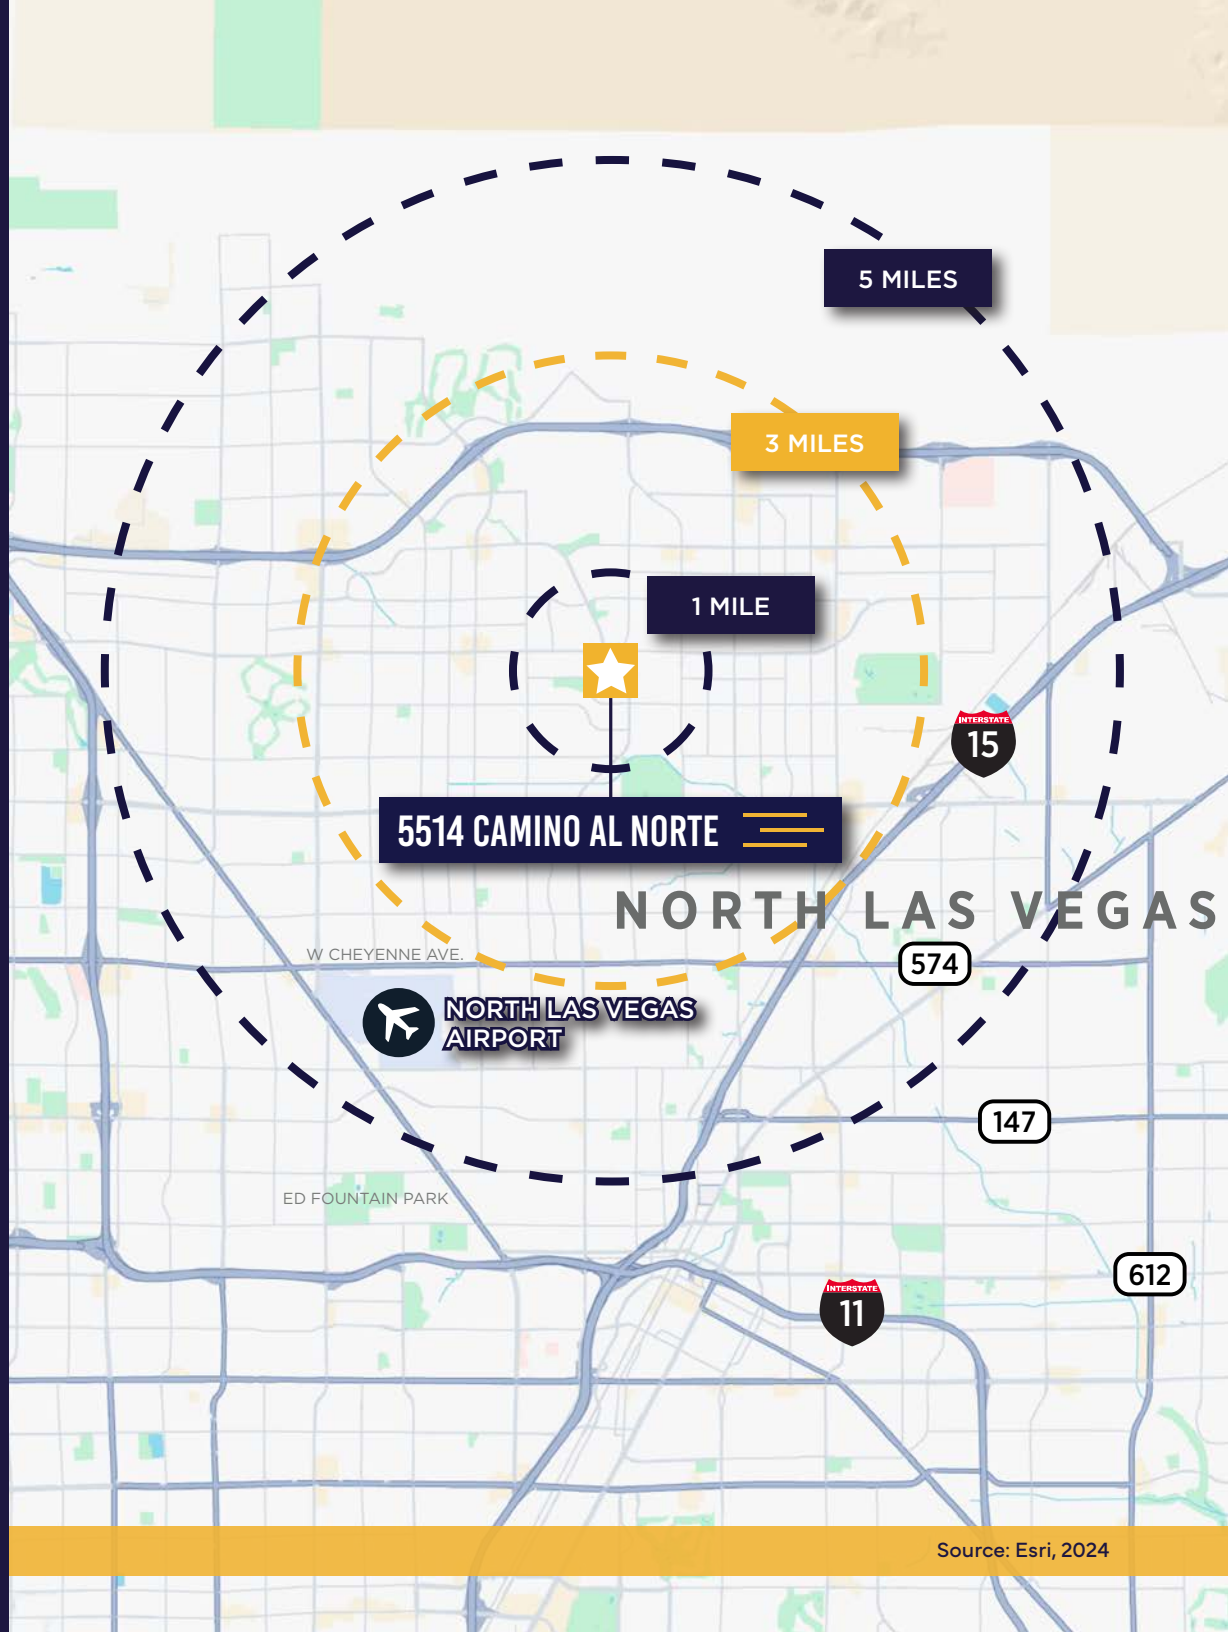 5 MILES
3 MILES
1 MILE
INTERSTATE
15
5514 CAMINO AL NORTE
NORTH LAS VEGAS
W CHEYENNE AVE.
574
NORTH LAS VEGAS
AIRPORT
147
ED FOUNTAIN PARK
612
INTERSTATE
11
Source: Esri, 2024